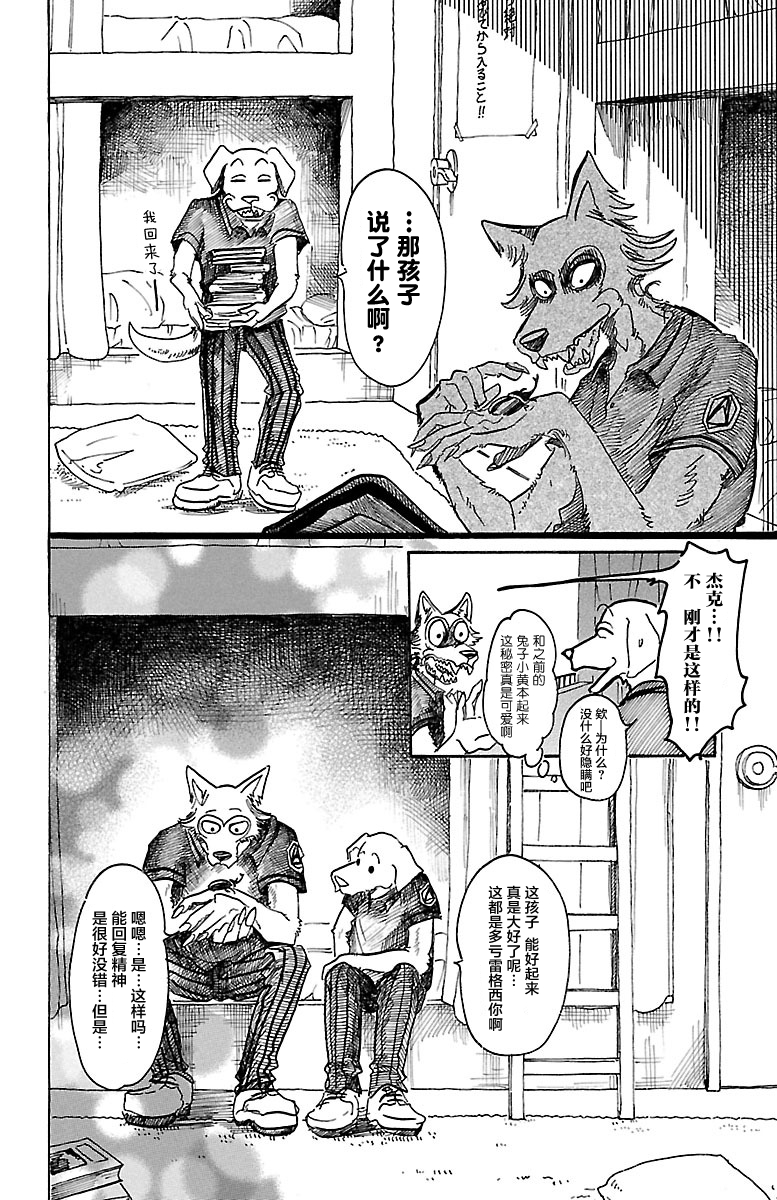 絶対
めてから入ること!!
…那孩子
说了什么啊?
我回来了
杰克…!!
不 刚才是这样的!!
欸 为什么?
没什么好隐瞒吧
和之前的
兔子小黄本起来
这秘密真是可爱啊
这孩子 能好起来
真是大好了呢…
这都是多亏雷格西你啊
嗯嗯…是…这样吗…
能回复精神
是很好没错…但是…